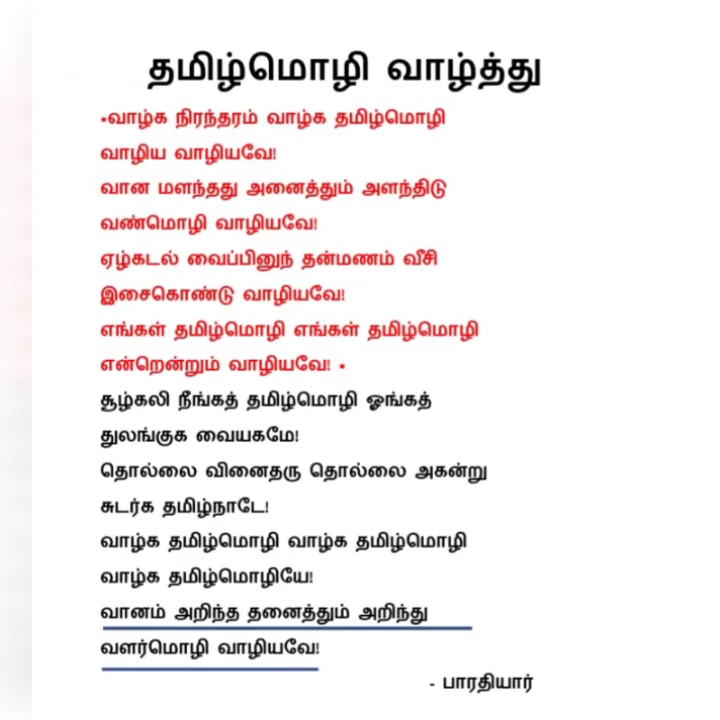 தமிழ்மொழி வாழ்த்து
•வாழ்க நிரந்தரம் வாழ்க தமிழ்மொழி
வாழிய வாழியவே!
வான மளந்தது அனைத்தும் அளந்திடு
வண்மொழி வாழியவே!
ஏழ்கடல் வைப்பினுந் தன்மணம் வீசி
இசைகொண்டு வாழியவே!
எங்கள் தமிழ்மொழி எங்கள் தமிழ்மொழி
என்றென்றும் வாழியவே! •
சூழ்கலி நீங்கத் தமிழ்மொழி ஓங்கத்
துலங்குக வையகமே!
தொல்லை வினைதரு தொல்லை அகன்று
சுடர்க தமிழ்நாடே!
வாழ்க தமிழ்மொழி வாழ்க தமிழ்மொழி
வாழ்க தமிழ்மொழியே!
வானம் அறிந்த தனைத்தும் அறிந்து
வளர்மொழி வாழியவே!
- பாரதியார்